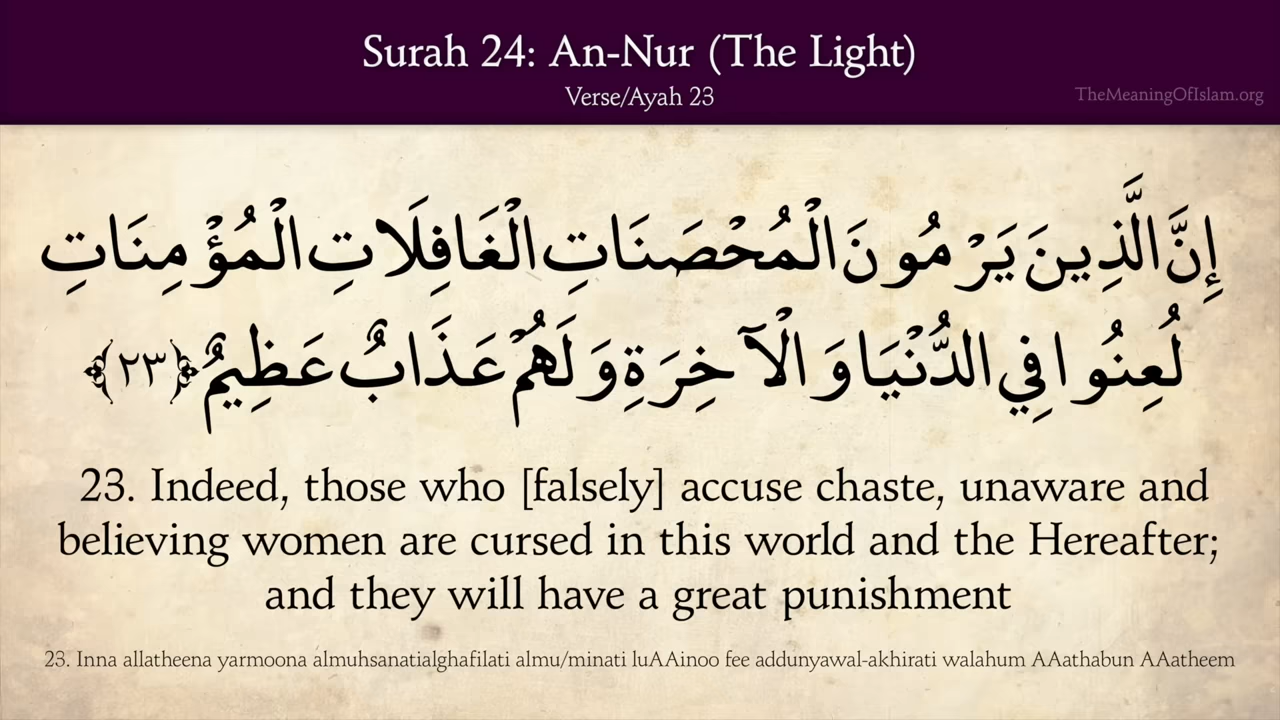 Surah 24: An-Nur (The Light)
Verse/Ayah 23
TheMeaningOfIslam.org
إِنَّ الَّذِينَ يَرْمُونَ الْمُحْصَنَاتِ الْغَافِلَاتِ الْمُؤْمِنَاتِ
لُعِنُوا فِي الدُّنْيَا وَالْآخِرَةِ وَلَهُمْ عَذَابٌ عَظِيمٌ ﴿٢٣﴾
23. Indeed, those who [falsely] accuse chaste, unaware and
believing women are cursed in this world and the Hereafter;
and they will have a great punishment
23. Inna allatheena yarmoona almuhsanatialghafilati almu/minati luAAinoo fee addunyawal-akhirati walahum AAathabun AAatheem